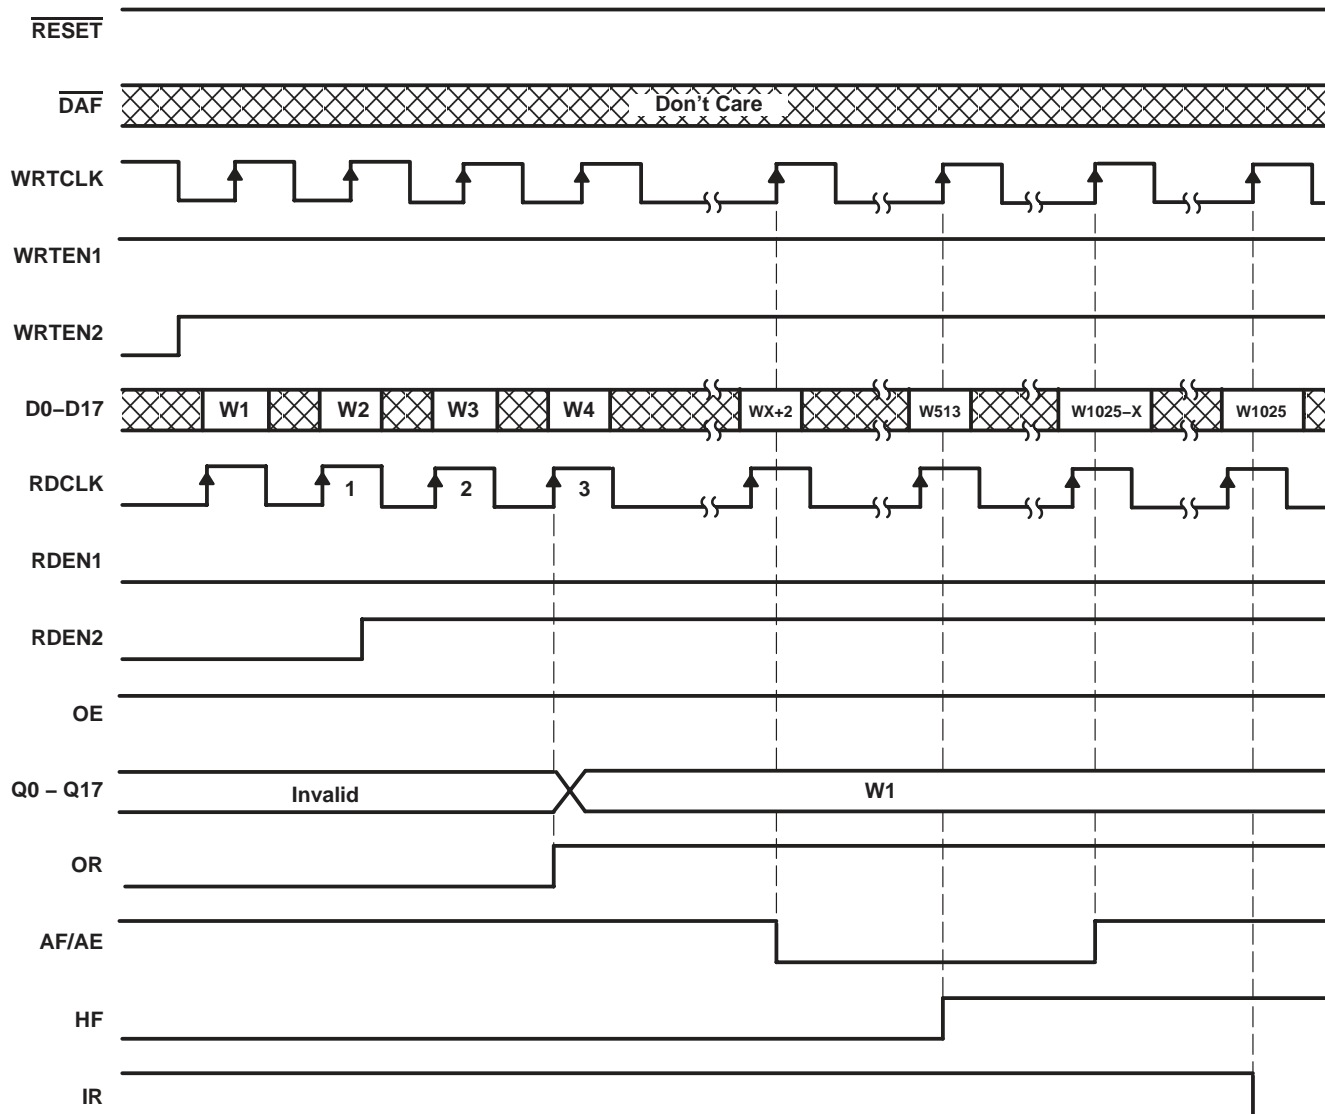 RESET
DAF
Don't Care
WRTCLK
WRTEN1
WRTEN2
D0–D17 W1 W2 W3 W4 WX+2 W513 W1025–X W1025
RDCLK 1 2 3
RDEN1
RDEN2
OE
Q0 – Q17 Invalid W1
OR
AF/AE
HF
IR